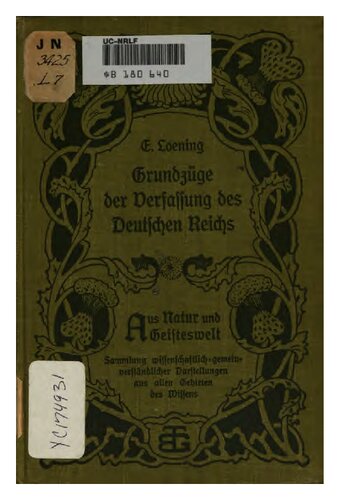 J N
3425
L7
UC-NRLF
$B 180 640
E. Loening
Grundzüge
der Verfassung des
Deutschen Reichs
Aus Natur und
Geisteswelt
Sammlung wissenschaftlich-gemein-
verständlicher Darstellungen
aus allen Gebieten
des Wissens
YC174931